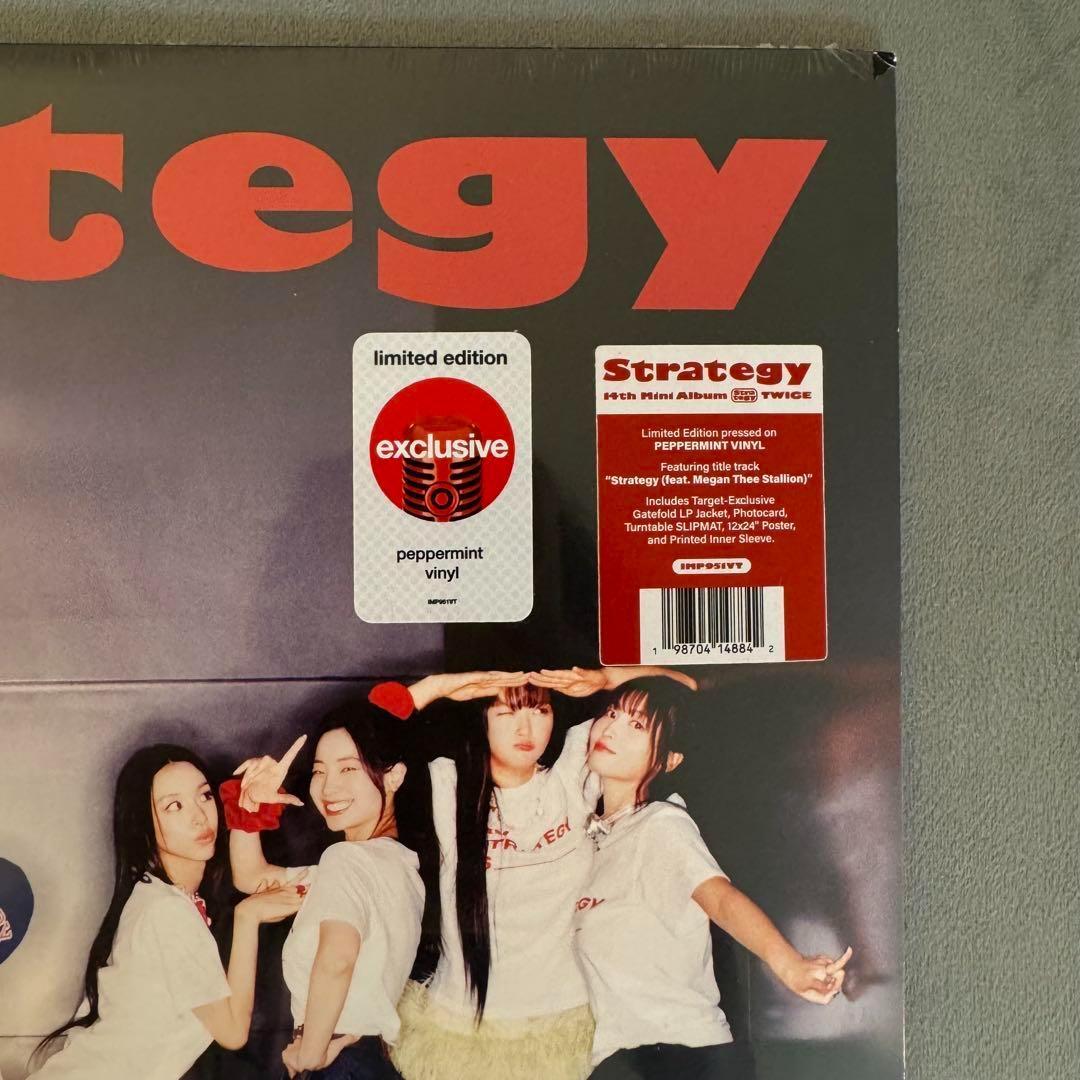 tegy
limited edition
exclusive
peppermint
vinyl
IMP951VT
Strategy
14th Mini Album Strategy TWICE
Limited Edition pressed on
PEPPERMINT VINYL
Featuring title track
“Strategy (feat. Megan Thee Stallion)”
Includes Target-Exclusive
Gatefold LP Jacket, Photocard,
Turntable SLIPMAT, 12x24" Poster,
and Printed Inner Sleeve.
IMP951VT
1 98704 14884 2